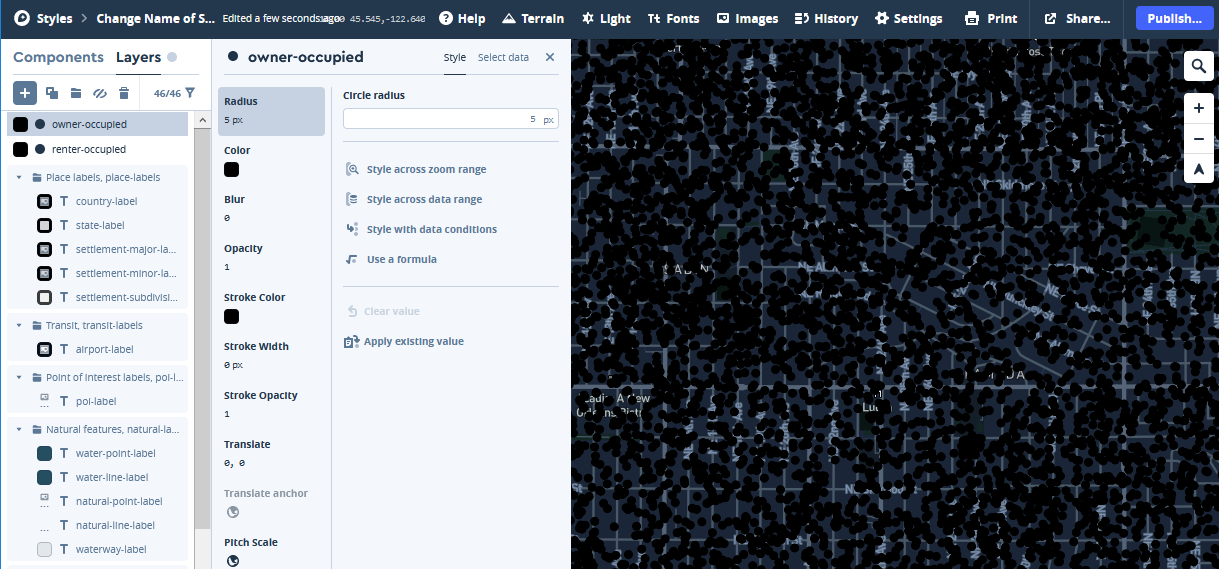 Styles
Change Name of S...
Edited a few seconds ago
45.545,-122.640
Help
Terrain
Light
Fonts
Images
History
Settings
Print
Share...
Publish...
Components
Layers
46/46
owner-occupied
renter-occupied
Place labels, place-labels
country-label
state-label
settlement-major-la...
settlement-minor-la...
settlement-subdivisi...
Transit, transit-labels
airport-label
Point of interest labels, poi-l...
poi-label
Natural features, natural-la...
water-point-label
water-line-label
natural-point-label
natural-line-label
waterway-label
owner-occupied
Style
Select data
Radius
5 px
Color
Blur
0
Opacity
1
Stroke Color
Stroke Width
0 px
Stroke Opacity
1
Translate
0, 0
Translate anchor
Pitch Scale
Circle radius
5 px
Style across zoom range
Style across data range
Style with data conditions
Use a formula
Clear value
Apply existing value
NE